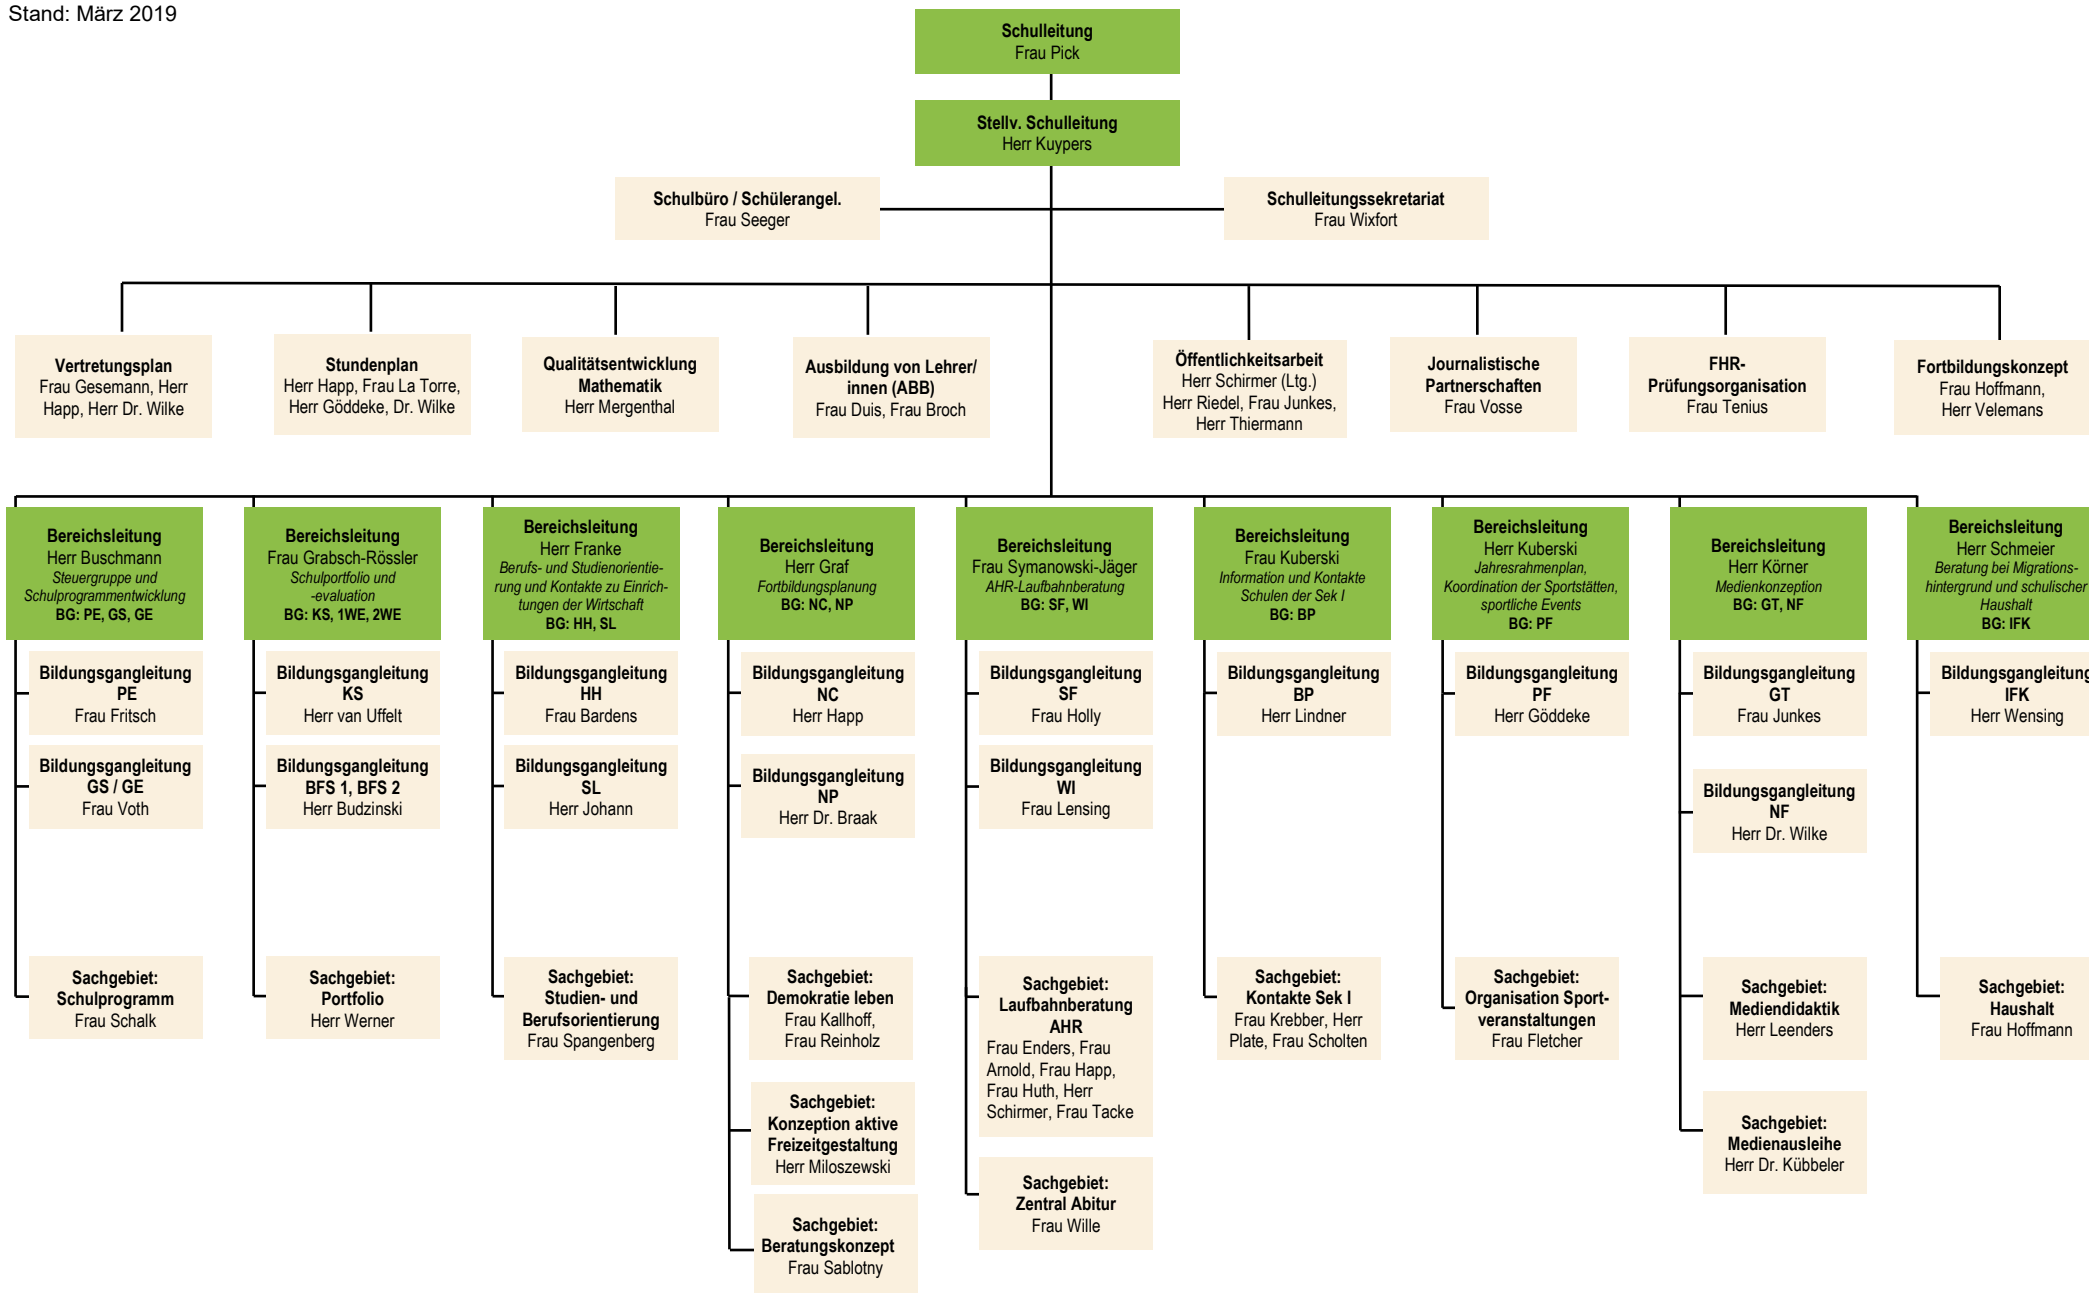 Stand: März 2019
Schulleitung
Frau Pick
Stellv. Schulleitung
Herr Kuypers
Schulbüro / Schülerangel.
Frau Seeger
Schulleitungssekretariat
Frau Wixfort
Vertretungsplan
Frau Gesemann, Herr
Happ, Herr Dr. Wilke
Stundenplan
Herr Happ, Frau La Torre,
Herr Göddeke, Dr. Wilke
Qualitätsentwicklung
Mathematik
Herr Mergenthal
Ausbildung von Lehrer/
innen (ABB)
Frau Duis, Frau Broch
Öffentlichkeitsarbeit
Herr Schirmer (Ltg.)
Herr Riedel, Frau Junkes,
Herr Thiermann
Journalistische
Partnerschaften
Frau Vosse
FHR-
Prüfungsorganisation
Frau Tenius
Fortbildungskonzept
Frau Hoffmann,
Herr Velemans
Bereichsleitung
Herr Buschmann
Steuergruppe und
Schulprogrammentwicklung
BG: PE, GS, GE
Bereichsleitung
Frau Grabsch-Rössler
Schulportfolio und
-evaluation
BG: KS, 1WE, 2WE
Bereichsleitung
Herr Franke
Berufs- und Studienorientie-
rung und Kontakte zu Einrich-
tungen der Wirtschaft
BG: HH, SL
Bereichsleitung
Herr Graf
Fortbildungsplanung
BG: NC, NP
Bereichsleitung
Frau Symanowski-Jäger
AHR-Laufbahnberatung
BG: SF, WI
Bereichsleitung
Frau Kuberski
Information und Kontakte
Schulen der Sek I
BG: BP
Bereichsleitung
Herr Kuberski
Jahresrahmenplan,
Koordination der Sportstätten,
sportliche Events
BG: PF
Bereichsleitung
Herr Körner
Medienkonzeption
BG: GT, NF
Bereichsleitung
Herr Schmeier
Beratung bei Migrations-
hintergrund und schulischer
Haushalt
BG: IFK
Bildungsgangleitung
PE
Frau Fritsch
Bildungsgangleitung
KS
Herr van Uffelt
Bildungsgangleitung
HH
Frau Bardens
Bildungsgangleitung
NC
Herr Happ
Bildungsgangleitung
SF
Frau Holly
Bildungsgangleitung
BP
Herr Lindner
Bildungsgangleitung
PF
Herr Göddeke
Bildungsgangleitung
GT
Frau Junkes
Bildungsgangleitung
IFK
Herr Wensing
Bildungsgangleitung
GS / GE
Frau Voth
Bildungsgangleitung
BFS 1, BFS 2
Herr Budzinski
Bildungsgangleitung
SL
Herr Johann
Bildungsgangleitung
NP
Herr Dr. Braak
Bildungsgangleitung
WI
Frau Lensing
Bildungsgangleitung
NF
Herr Dr. Wilke
Sachgebiet:
Schulprogramm
Frau Schalk
Sachgebiet:
Portfolio
Herr Werner
Sachgebiet:
Studien- und
Berufsorientierung
Frau Spangenberg
Sachgebiet:
Demokratie leben
Frau Kallhoff,
Frau Reinholz
Sachgebiet:
Laufbahnberatung
AHR
Frau Enders, Frau
Arnold, Frau Happ,
Frau Huth, Herr
Schirmer, Frau Tacke
Sachgebiet:
Kontakte Sek I
Frau Krebber, Herr
Plate, Frau Scholten
Sachgebiet:
Organisation Sport-
veranstaltungen
Frau Fletcher
Sachgebiet:
Mediendidaktik
Herr Leenders
Sachgebiet:
Haushalt
Frau Hoffmann
Sachgebiet:
Konzeption aktive
Freizeitgestaltung
Herr Miloszewski
Sachgebiet:
Medienausleihe
Herr Dr. Kübbeler
Sachgebiet:
Zentral Abitur
Frau Wille
Sachgebiet:
Beratungskonzept
Frau Sablotny